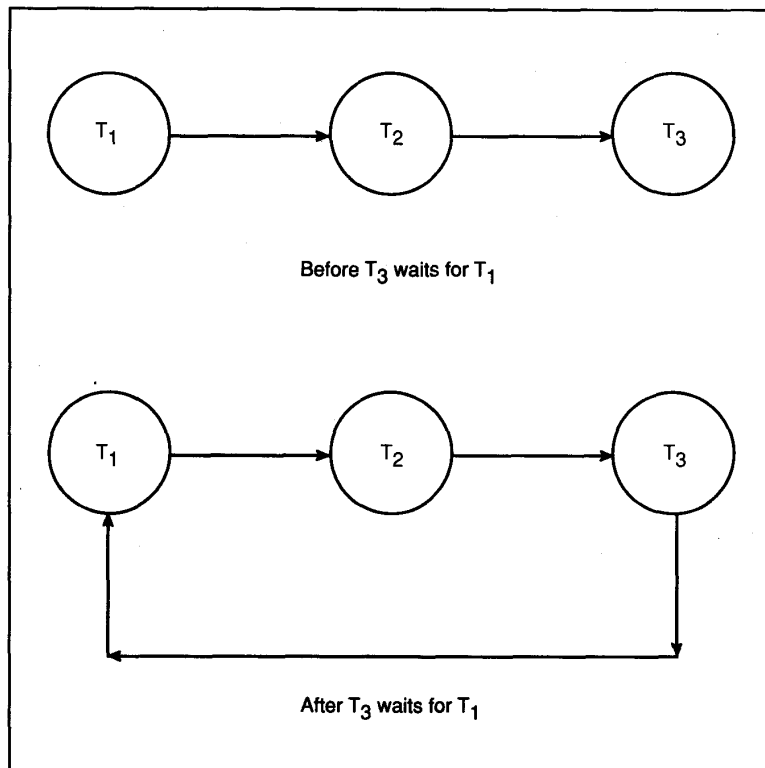 T₁ T₂ T₃
Before T₃ waits for T₁
T₁ T₂ T₃
After T₃ waits for T₁